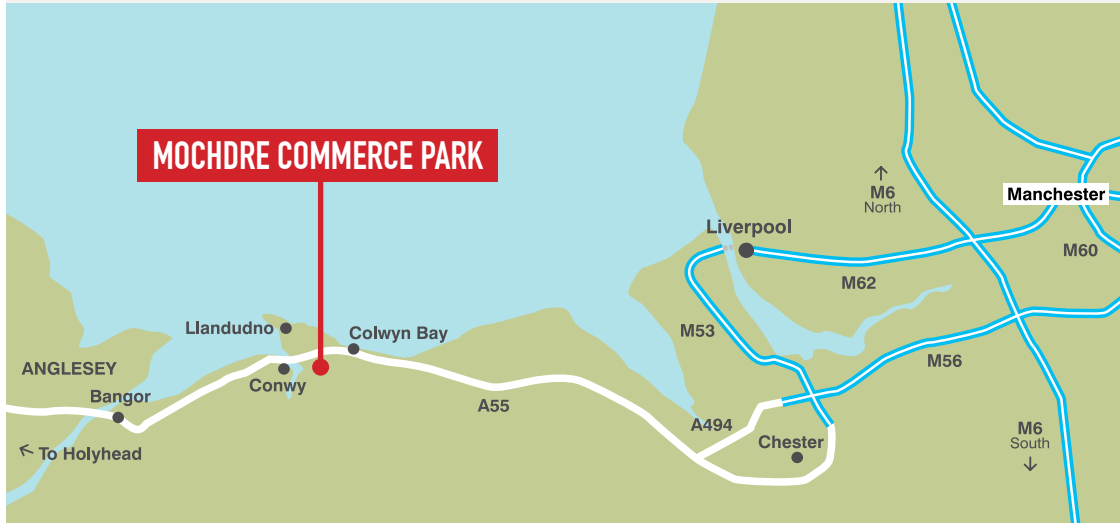 MOCHDRE COMMERCE PARK
M6
North
Manchester
Liverpool
M60
M62
Llandudno
Colwyn Bay
M53
ANGLESEY
Conwy
M56
Bangor
A55
A494
M6
South
Chester
To Holyhead